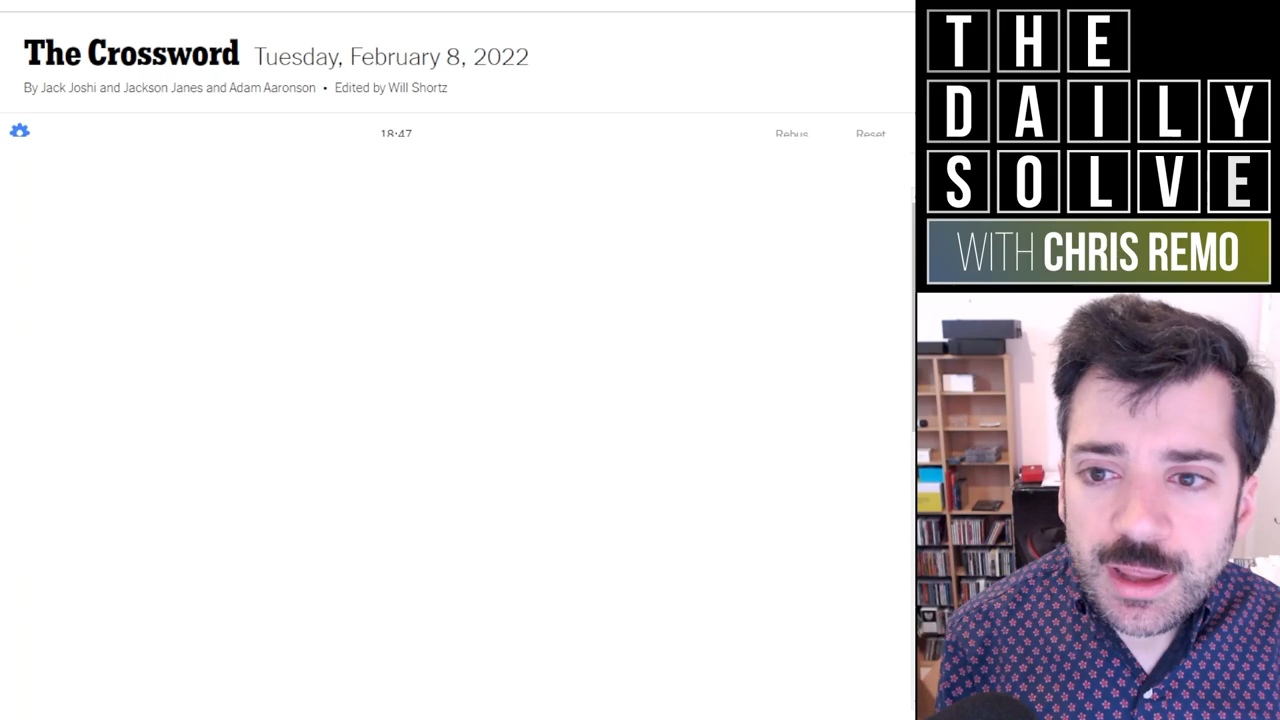 The Crossword Tuesday, February 8, 2022
By Jack Joshi and Jackson Janes and Adam Aaronson • Edited by Will Shortz
18:47 Rebus Reset
THE
DAILY
SOLVE
WITH CHRIS REMO